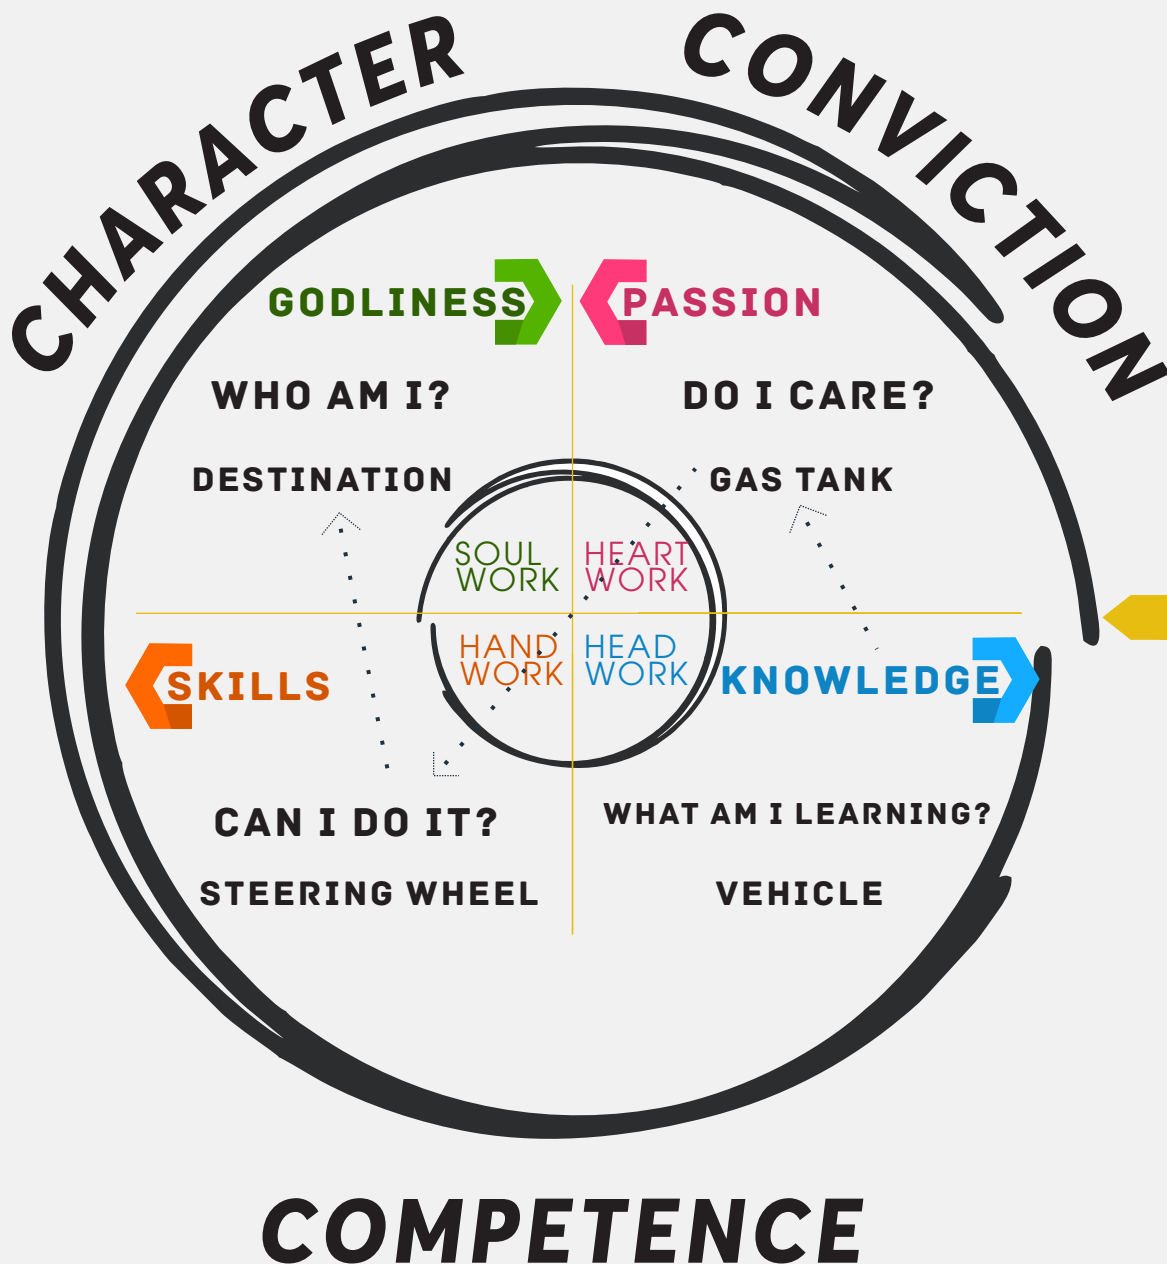 CHARACTER
CONVICTION
GODLINESS
PASSION
WHO AM I?
DO I CARE?
DESTINATION
GAS TANK
SOUL
WORK
HEART
WORK
HAND
WORK
HEAD
WORK
SKILLS
KNOWLEDGE
CAN I DO IT?
WHAT AM I LEARNING?
STEERING WHEEL
VEHICLE
COMPETENCE